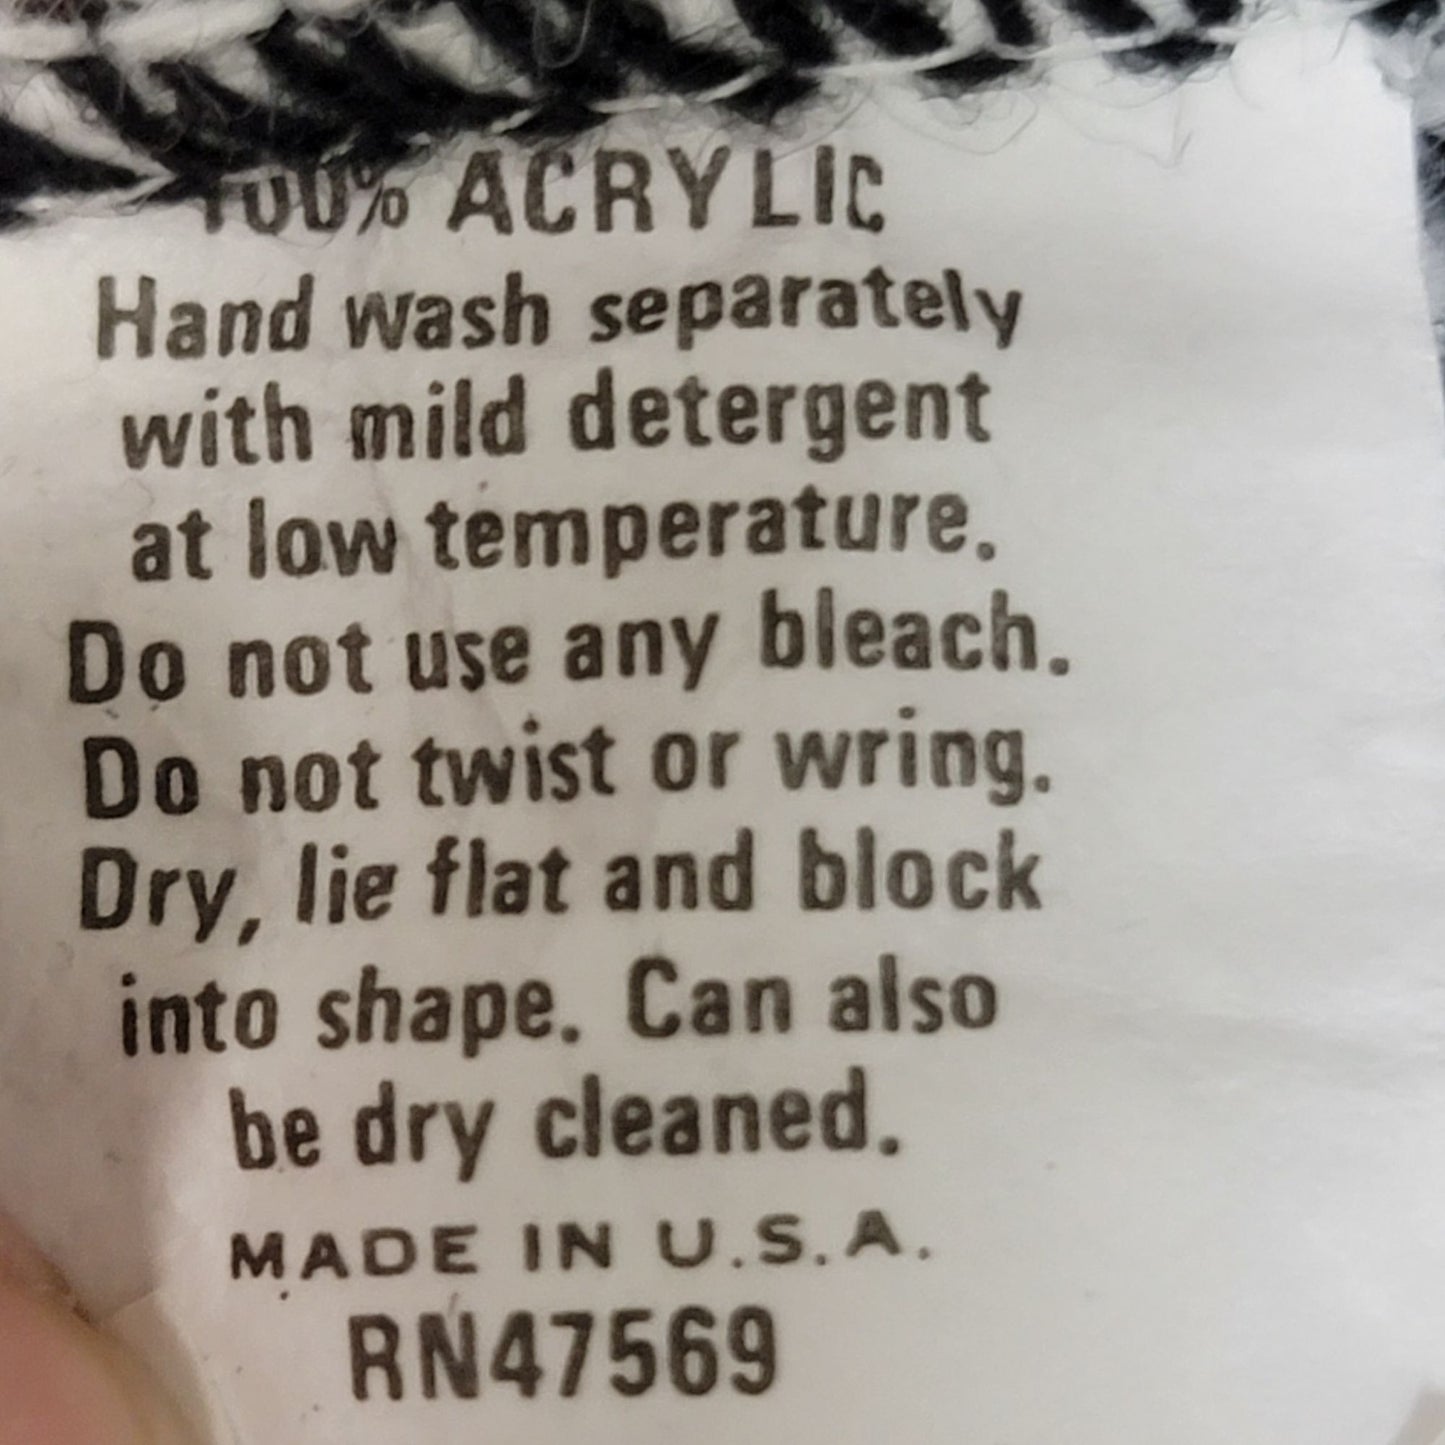 100% ACRYLIC
Hand wash separately
with mild detergent
at low temperature.
Do not use any bleach.
Do not twist or wring.
Dry, lie flat and block
into shape. Can also
be dry cleaned.
MADE IN U.S.A.
RN47569